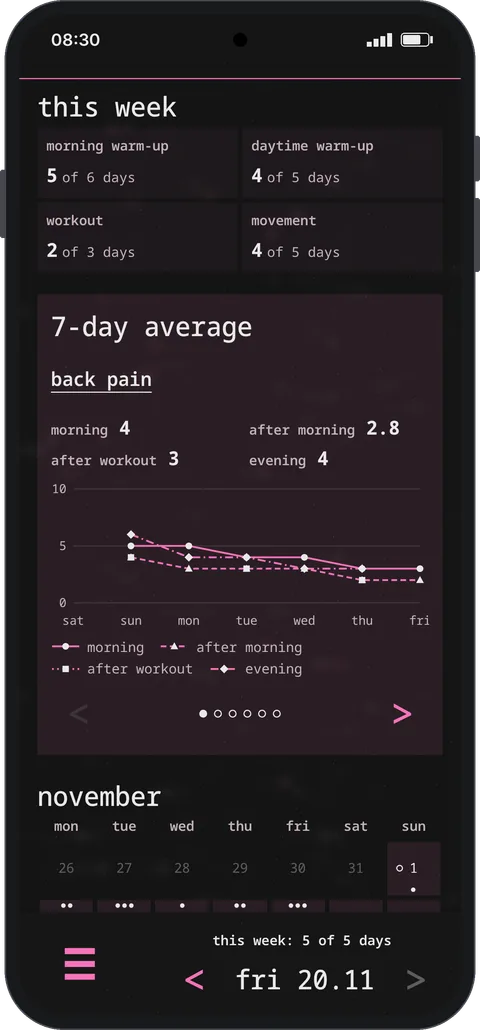 08:30
this week
morning warm-up
daytime warm-up
5 of 6 days
4 of 5 days
workout
movement
2 of 3 days
4 of 5 days
7-day average
back pain
morning 4
after morning 2.8
after workout 3
evening 4
10
5
0
sat sun mon tue wed thu fri
morning after morning
after workout evening
< >
november
mon tue wed thu fri sat sun
26 27 28 29 30 31 1
this week: 5 of 5 days
< fri 20.11 >